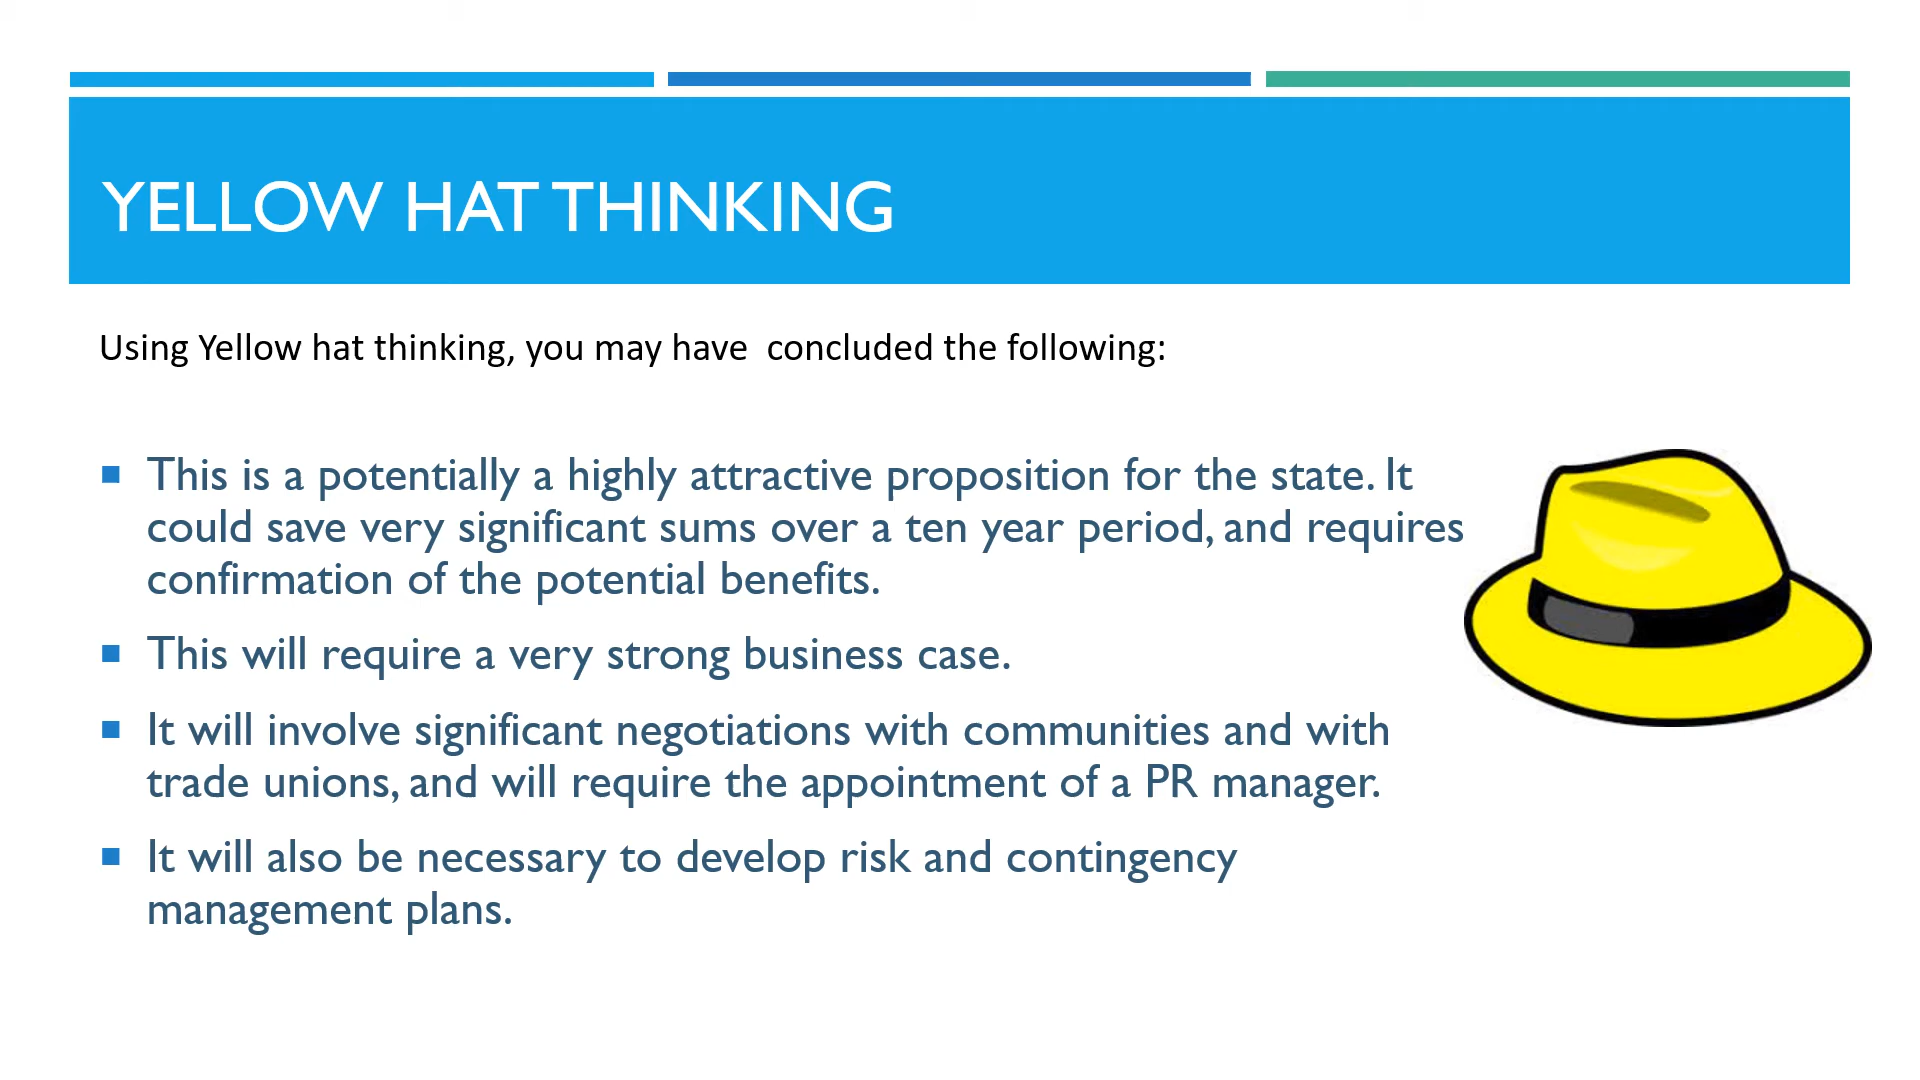 YELLOW HAT THINKING
Using Yellow hat thinking, you may have  concluded the following:
This is a potentially a highly attractive proposition for the state. It
could save very significant sums over a ten year period, and requires
confirmation of the potential benefits.
This will require a very strong business case.
It will involve significant negotiations with communities and with
trade unions, and will require the appointment of a PR manager.
It will also be necessary to develop risk and contingency
management plans.